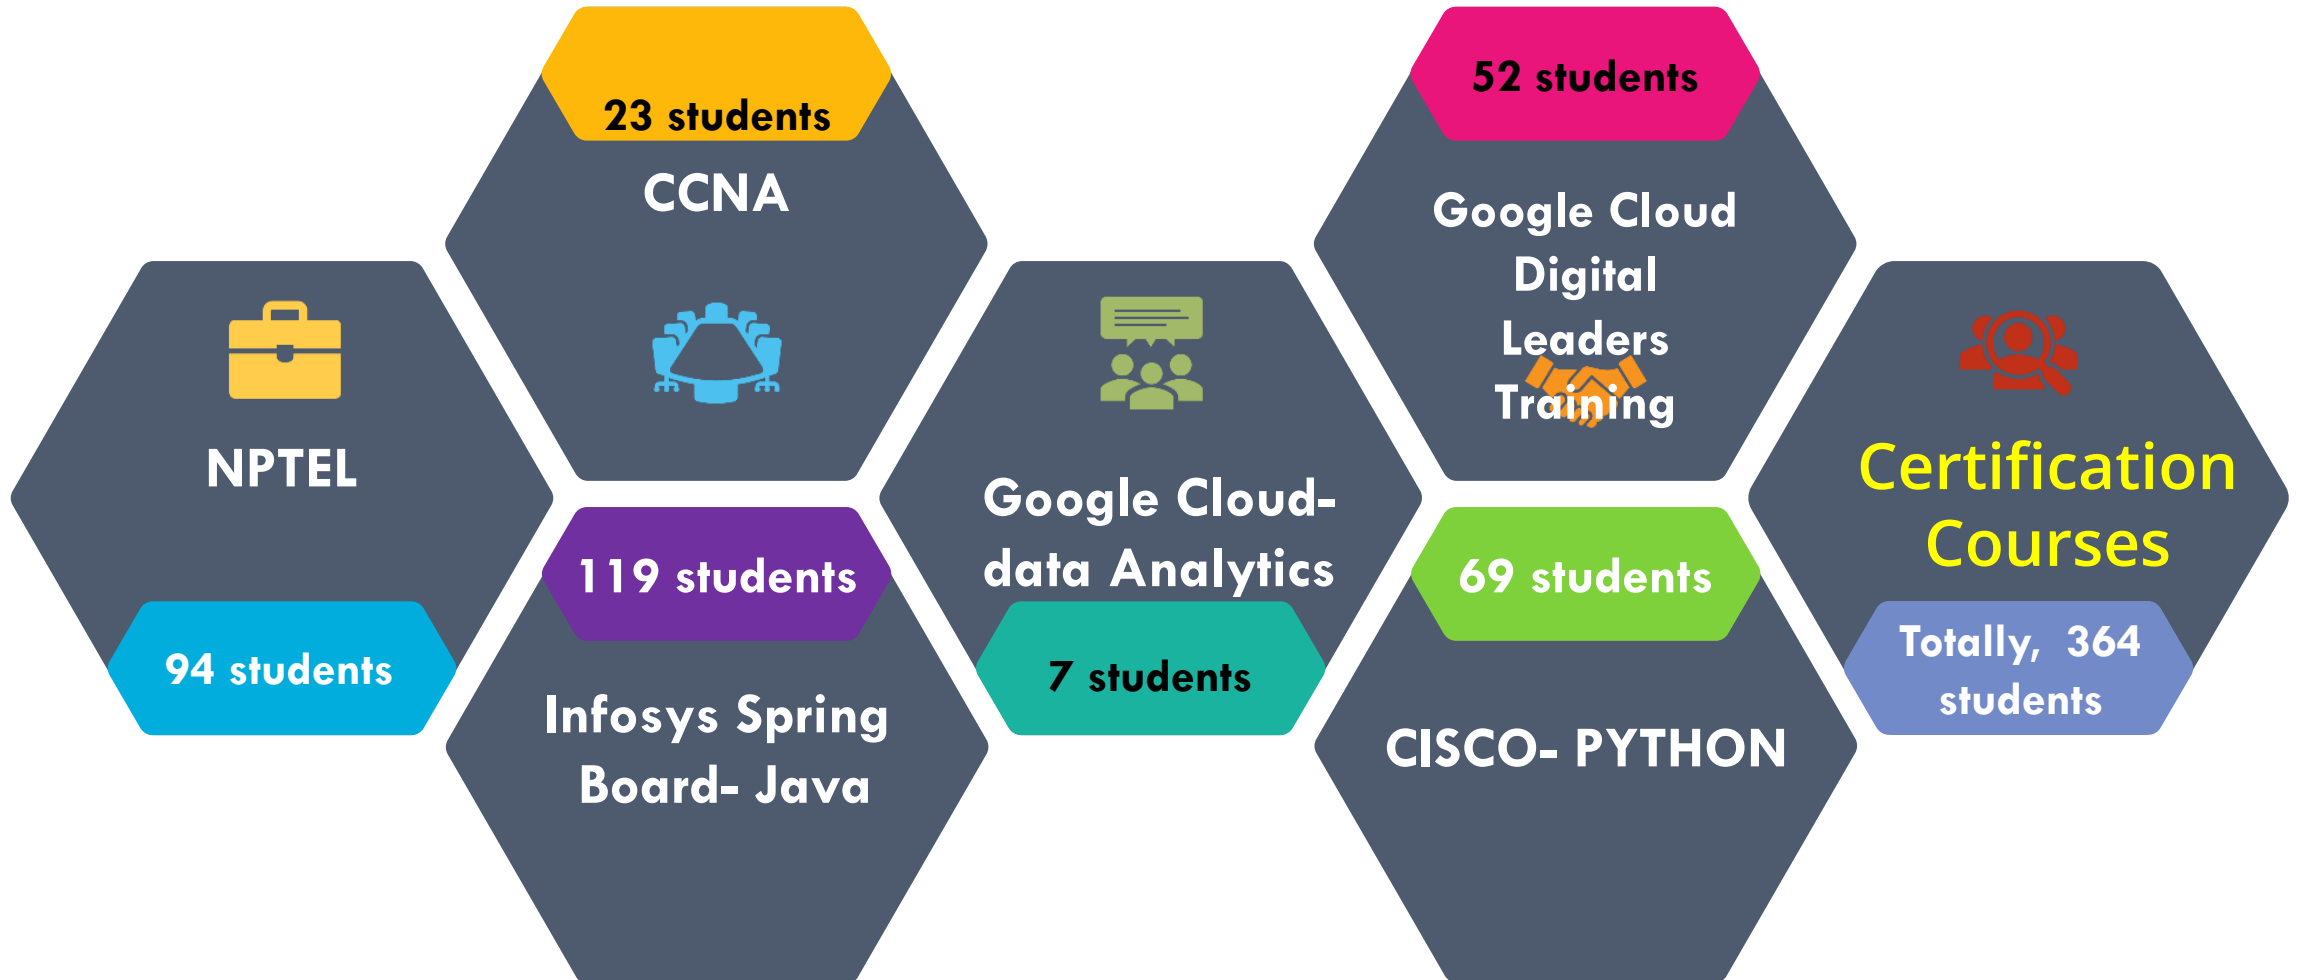 NPTEL
94 students
23 students
CCNA
119 students
Infosys Spring
Board- Java
Google Cloud-
data Analytics
7 students
52 students
Google Cloud
Digital
Leaders
Training
69 students
CISCO- PYTHON
Certification
Courses
Totally, 364
students